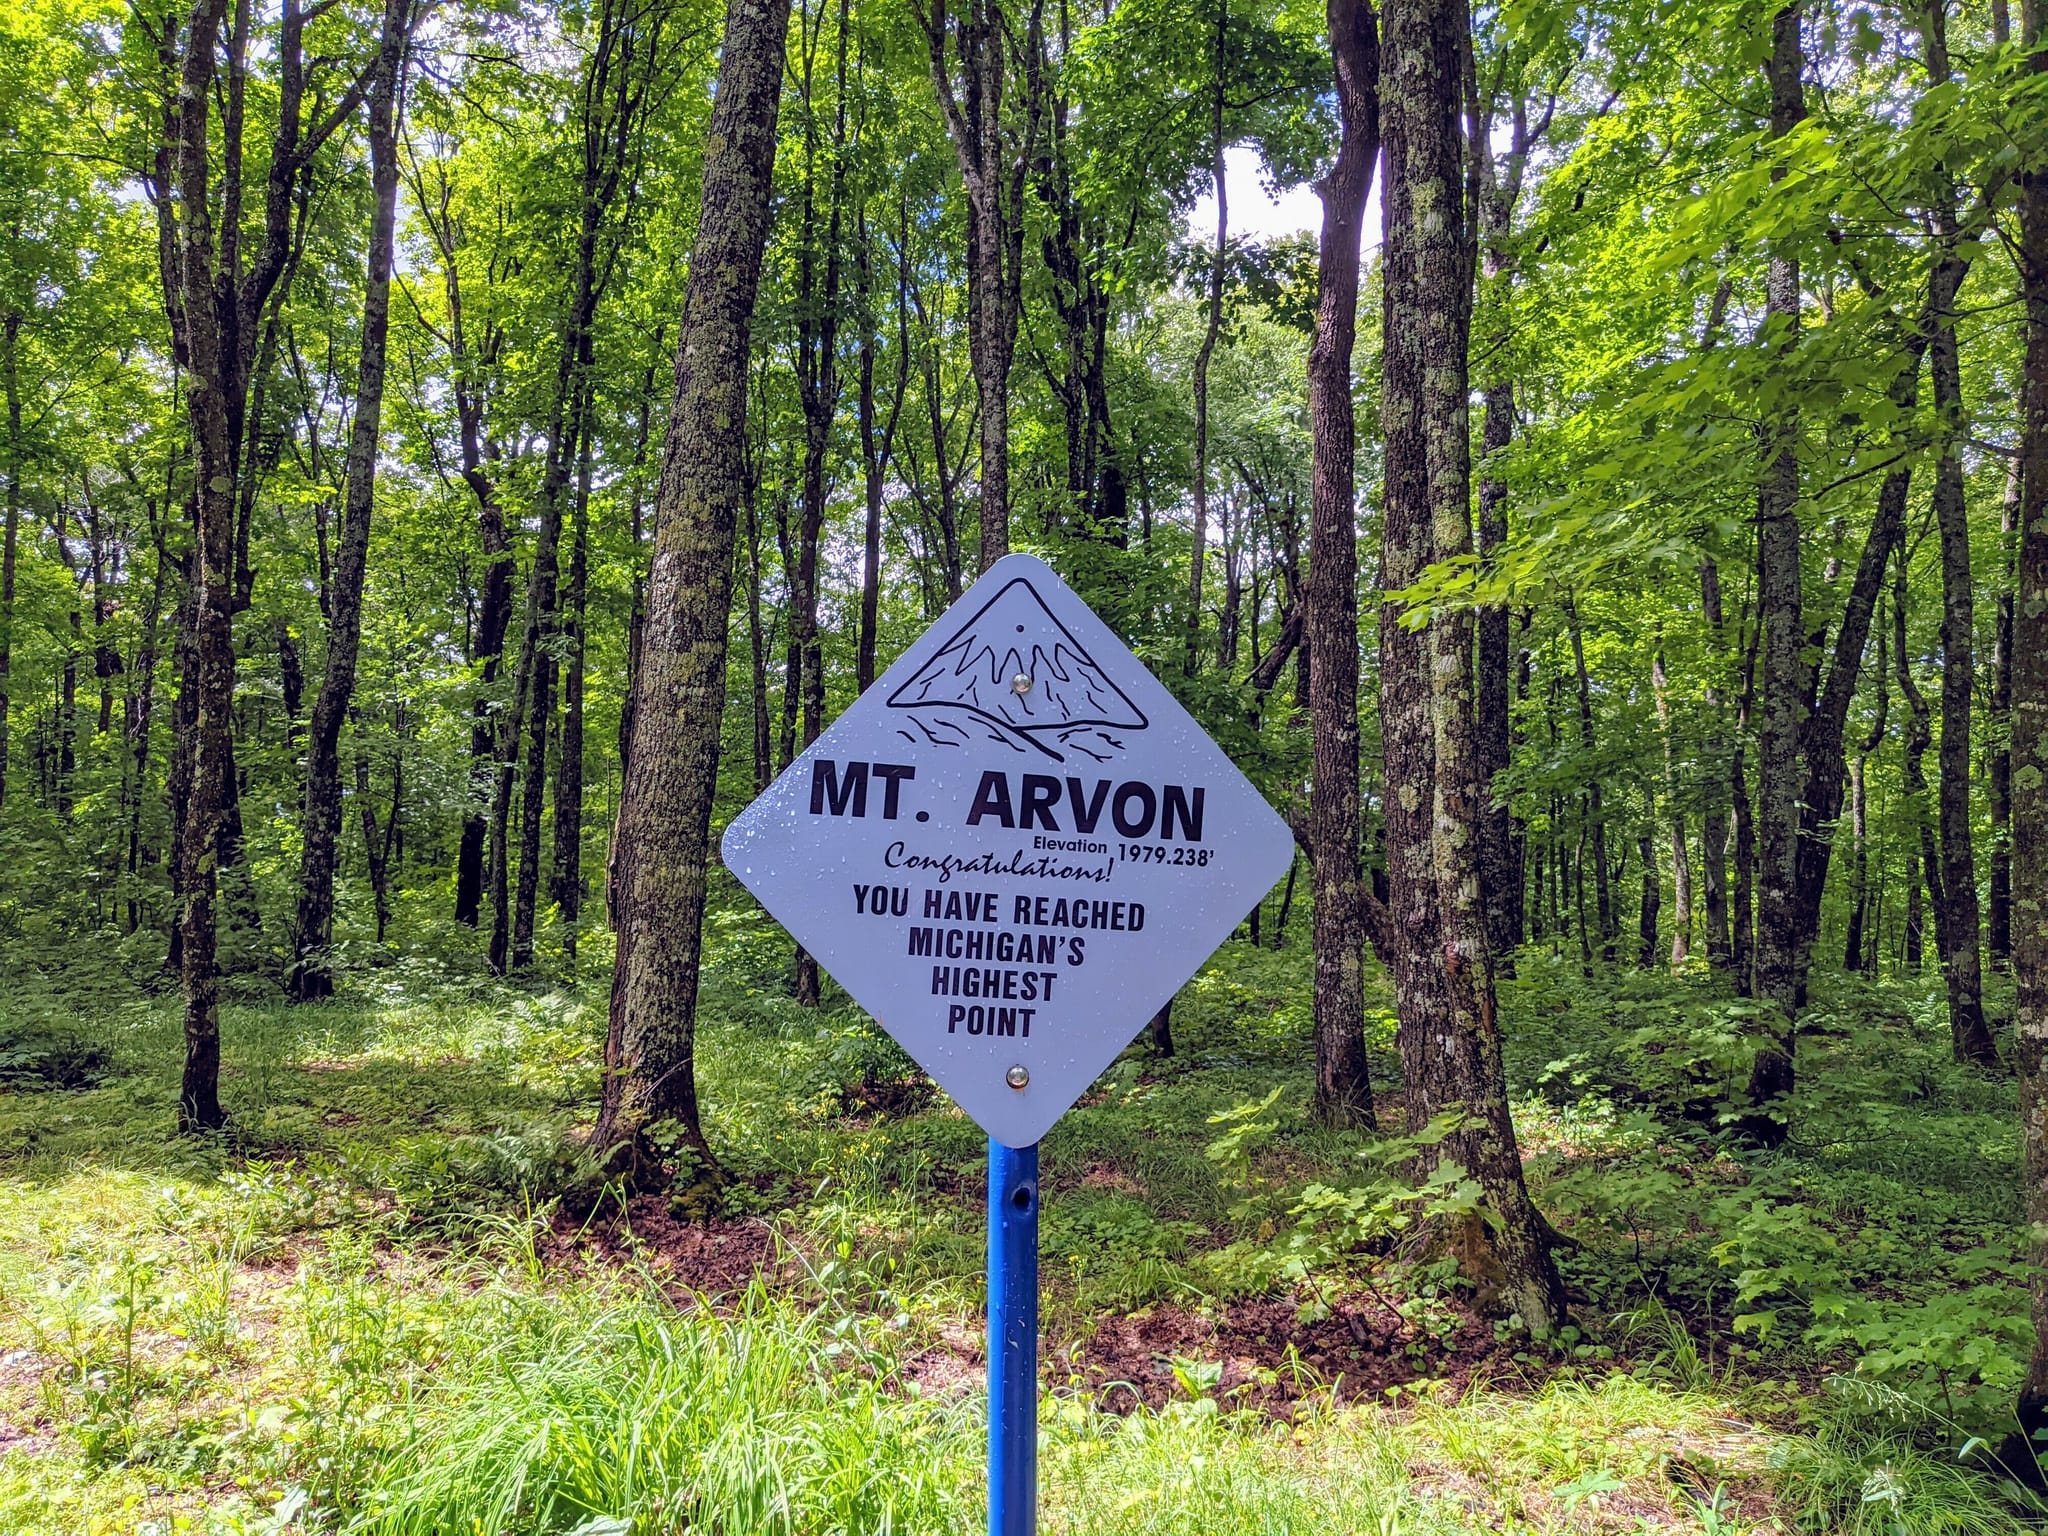 MT. ARVON
Elevation 1979.238'
Congratulations!
YOU HAVE REACHED
MICHIGAN'S
HIGHEST
POINT